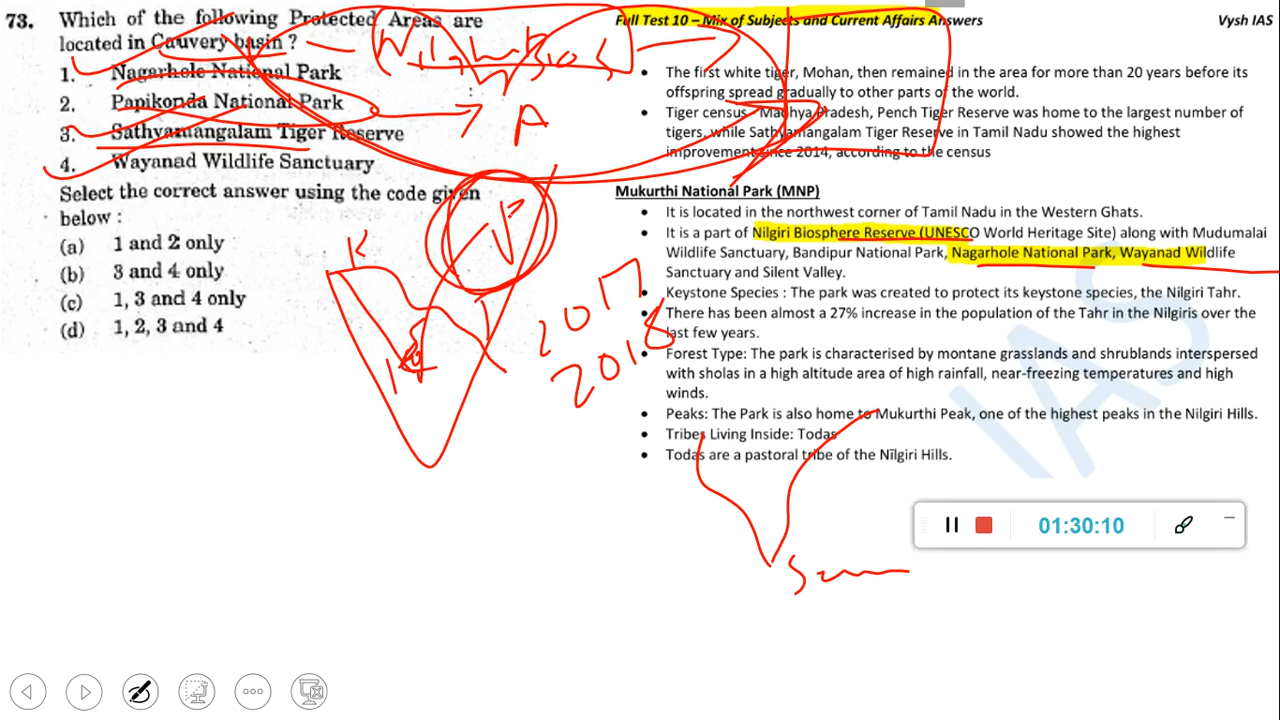 73. Which of the following Protected Areas are
located in Cauvery basin ?
1. Nagarhole National Park
2. Papikonda National Park
3. Sathyamangalam Tiger Reserve
4. Wayanad Wildlife Sanctuary
Select the correct answer using the code given
below :
(a) 1 and 2 only
(b) 3 and 4 only
(c) 1, 3 and 4 only
(d) 1, 2, 3 and 4
A
K
2017
2018
Full Test 10 – Mix of Subjects and Current Affairs Answers Vysh IAS
• The first white tiger, Mohan, then remained in the area for more than 20 years before its
offspring spread gradually to other parts of the world.
• Tiger census - Madhya Pradesh, Pench Tiger Reserve was home to the largest number of
tigers, while Sathyamangalam Tiger Reserve in Tamil Nadu showed the highest
improvement since 2014, according to the census
Mukurthi National Park (MNP)
• It is located in the northwest corner of Tamil Nadu in the Western Ghats.
• It is a part of Nilgiri Biosphere Reserve (UNESCO World Heritage Site) along with Mudumalai
Wildlife Sanctuary, Bandipur National Park, Nagarhole National Park, Wayanad Wildlife
Sanctuary and Silent Valley.
• Keystone Species : The park was created to protect its keystone species, the Nilgiri Tahr.
• There has been almost a 27% increase in the population of the Tahr in the Nilgiris over the
last few years.
• Forest Type: The park is characterised by montane grasslands and shrublands interspersed
with sholas in a high altitude area of high rainfall, near-freezing temperatures and high
winds.
• Peaks: The Park is also home to Mukurthi Peak, one of the highest peaks in the Nilgiri Hills.
• Tribes Living Inside: Todas
• Todas are a pastoral tribe of the Nilgiri Hills.
IAS
01:30:10